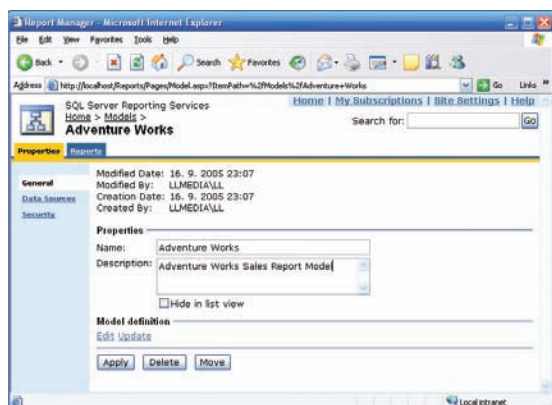 Report Manager - Microsoft Internet Explorer
File Edit View Favorites Tools Help
Back Search Favorites
Address http://localhost/Reports/Pages/Model.aspx?ItemPath=%2fModels%2fAdventure+Works Go Links »
SQL Server Reporting Services
Home | My Subscriptions | Site Settings | Help
Home > Models >
Adventure Works
Search for: Go
Properties Reports
General
Data Sources
Security
Modified Date: 16. 9. 2005 23:07
Modified By: LLMEDIA\LL
Creation Date: 16. 9. 2005 23:07
Created By: LLMEDIA\LL
Properties
Name: Adventure Works
Description: Adventure Works Sales Report Model
Hide in list view
Model definition
Edit Update
Apply Delete Move
Local intranet